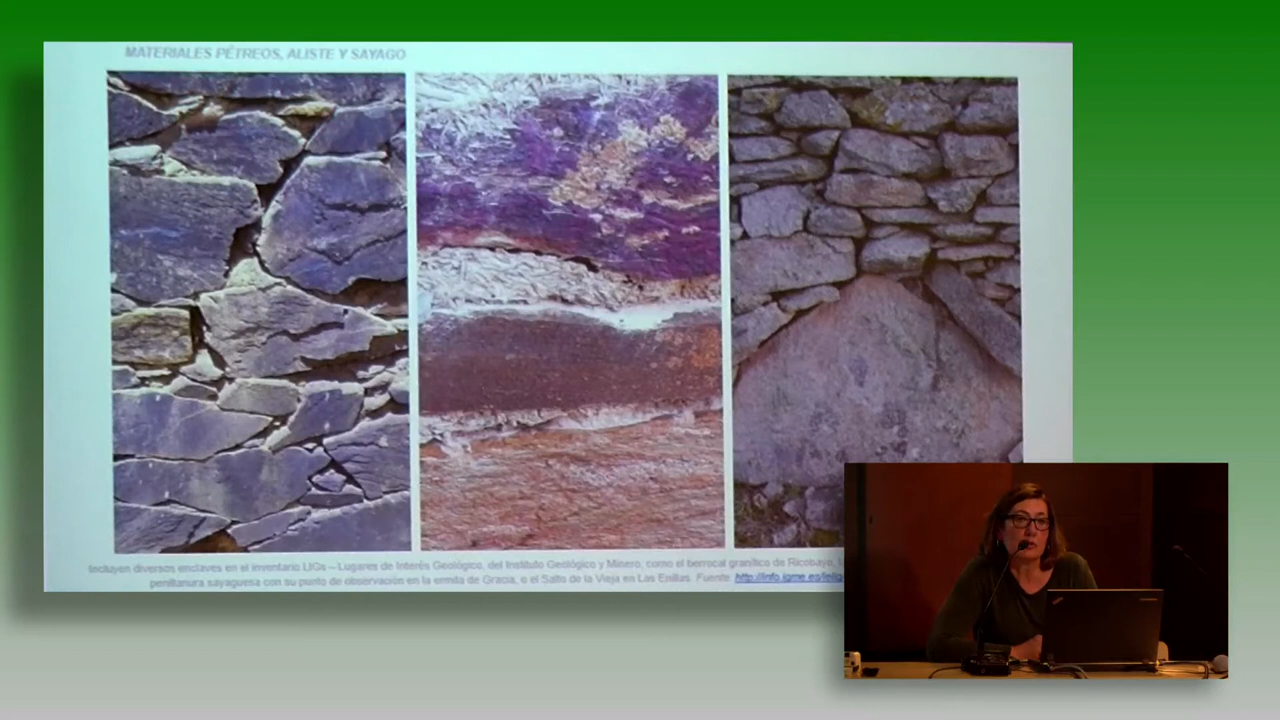 MATERIALES PÉTREOS, ALISTE Y SAYAGO
Incluyen diversos enclaves en el inventario LIGs – Lugares de Interés Geológico, del Instituto Geológico y Minero, como el berrocal granítico de Ricobayo,
penillanura sayaguesa con su punto de observación en la ermita de Gracia, o el Salto de la Vieja en Las Enillas. Fuente: http://info.igme.es/ielig